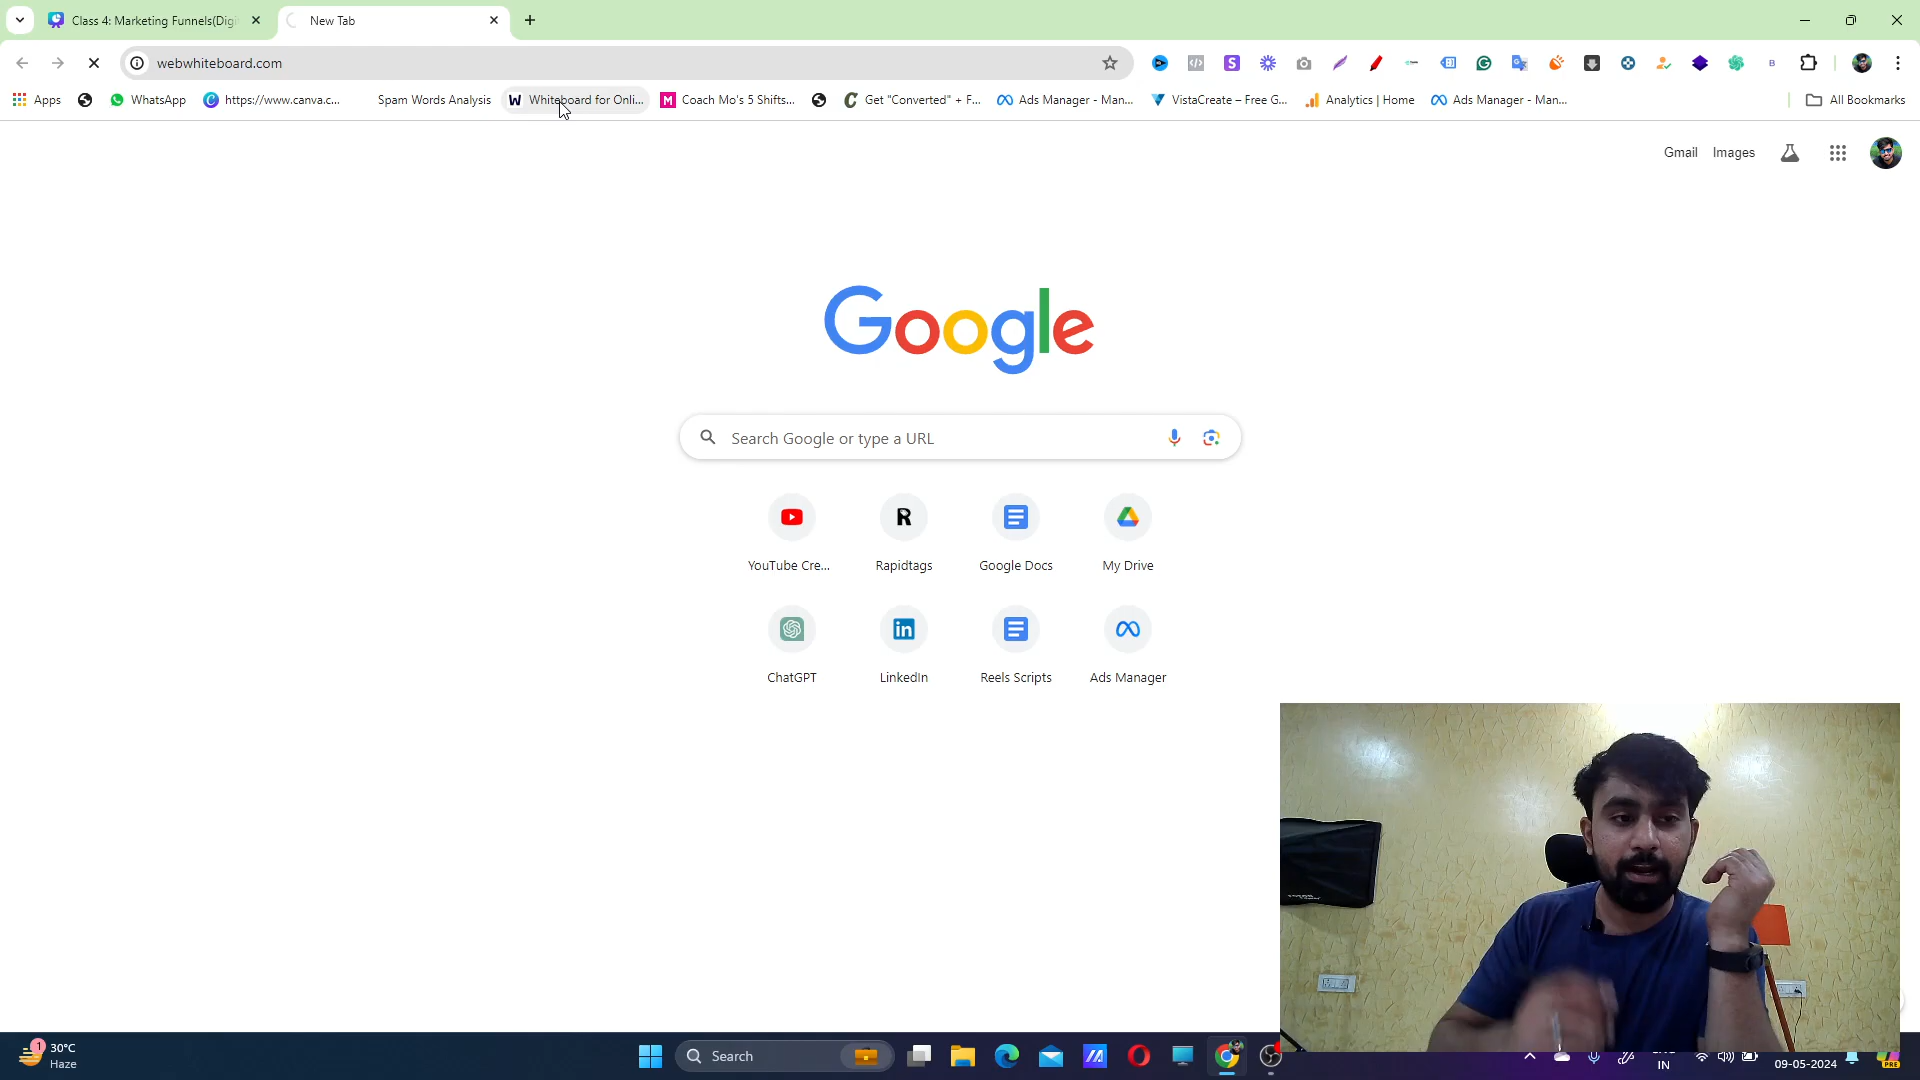 Class 4: Marketing Funnels(Digi
New Tab
webwhiteboard.com
Apps
WhatsApp
https://www.canva.c...
Spam Words Analysis
Whiteboard for Onli...
Coach Mo's 5 Shifts...
Get "Converted" + F...
Ads Manager - Man...
VistaCreate – Free G...
Analytics | Home
Ads Manager - Man...
All Bookmarks
Gmail
Images
Google
Search Google or type a URL
YouTube Cre...
Rapidtags
Google Docs
My Drive
ChatGPT
LinkedIn
Reels Scripts
Ads Manager
1
30°C
Haze
Search
IN
09-05-2024
PRE